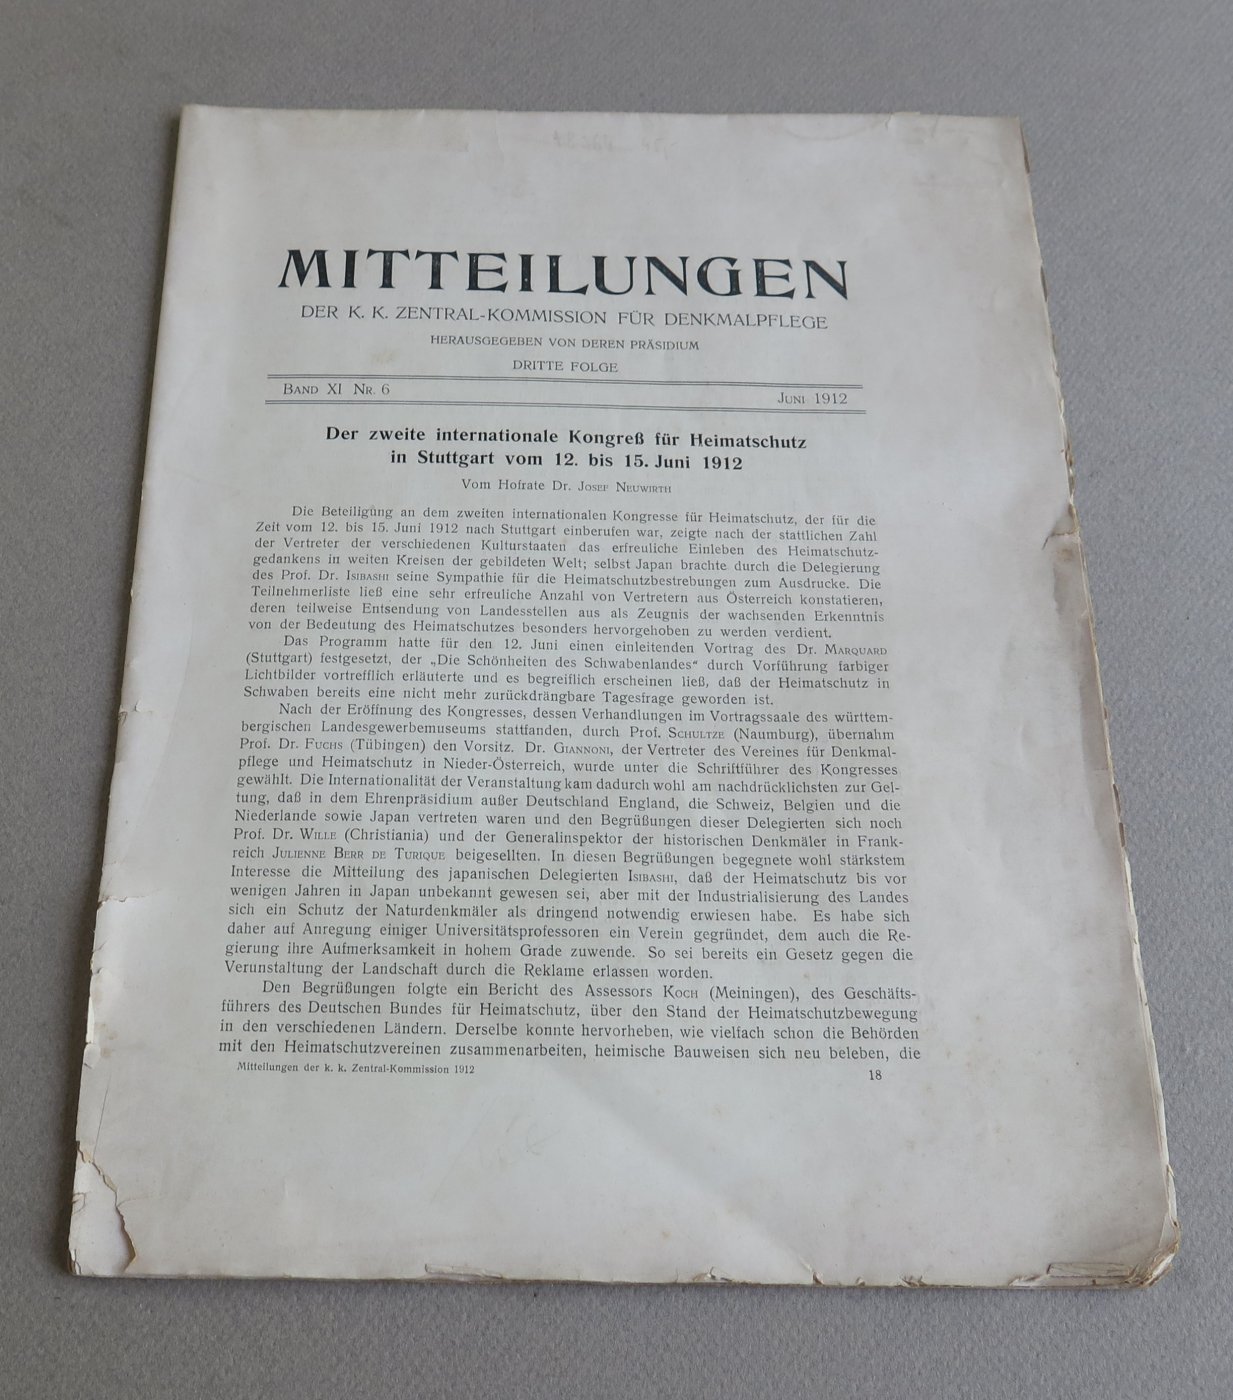 MITTEILUNGEN
DER K. K. ZENTRAL-KOMMISSION FÜR DENKMALPFLEGE
HERAUSGEGEBEN VON DEREN PRÄSIDIUM
DRITTE FOLGE
BAND XI NR. 6 JUNI 1912
Der zweite internationale Kongreß für Heimatschutz
in Stuttgart vom 12. bis 15. Juni 1912
Vom Hofrate Dr. JOSEF NEUWIRTH
Die Beteiligung an dem zweiten internationalen Kongresse für Heimatschutz, der für die
Zeit vom 12. bis 15. Juni 1912 nach Stuttgart einberufen war, zeigte nach der stattlichen Zahl
der Vertreter der verschiedenen Kulturstaaten das erfreuliche Einleben des Heimatschutz-
gedankens in weiten Kreisen der gebildeten Welt; selbst Japan brachte durch die Delegierung
des Prof. Dr. ISIBASHI seine Sympathie für die Heimatschutzbestrebungen zum Ausdrucke. Die
Teilnehmerliste ließ eine sehr erfreuliche Anzahl von Vertretern aus Österreich konstatieren,
deren teilweise Entsendung von Landesstellen aus als Zeugnis der wachsenden Erkenntnis
von der Bedeutung des Heimatschutzes besonders hervorgehoben zu werden verdient.
Das Programm hatte für den 12. Juni einen einleitenden Vortrag des Dr. MARQUARD
(Stuttgart) festgesetzt, der „Die Schönheiten des Schwabenlandes“ durch Vorführung farbiger
Lichtbilder vortrefflich erläuterte und es begreiflich erscheinen ließ, daß der Heimatschutz in
Schwaben bereits eine nicht mehr zurückdrängbare Tagesfrage geworden ist.
Nach der Eröffnung des Kongresses, dessen Verhandlungen im Vortragssaale des württem-
bergischen Landesgewerbemuseums stattfanden, durch Prof. SCHULTZE (Naumburg), übernahm
Prof. Dr. FUCHS (Tübingen) den Vorsitz. Dr. GIANNONI, der Vertreter des Vereines für Denkmal-
pflege und Heimatschutz in Nieder-Österreich, wurde unter die Schriftführer des Kongresses
gewählt. Die Internationalität der Veranstaltung kam dadurch wohl am nachdrücklichsten zur Gel-
tung, daß in dem Ehrenpräsidium außer Deutschland England, die Schweiz, Belgien und die
Niederlande sowie Japan vertreten waren und den Begrüßungen dieser Delegierten sich noch
Prof. Dr. WILLE (Christiania) und der Generalinspektor der historischen Denkmäler in Frank-
reich JULIENNE BERR DE TURIQUE beigesellten. In diesen Begrüßungen begegnete wohl stärkstem
Interesse die Mitteilung des japanischen Delegierten ISIBASHI, daß der Heimatschutz bis vor
wenigen Jahren in Japan unbekannt gewesen sei, aber mit der Industrialisierung des Landes
sich ein Schutz der Naturdenkmäler als dringend notwendig erwiesen habe. Es habe sich
daher auf Anregung einiger Universitätsprofessoren ein Verein gegründet, dem auch die Re-
gierung ihre Aufmerksamkeit in hohem Grade zuwende. So sei bereits ein Gesetz gegen die
Verunstaltung der Landschaft durch die Reklame erlassen worden.
Den Begrüßungen folgte ein Bericht des Assessors KOCH (Meiningen), des Geschäfts-
führers des Deutschen Bundes für Heimatschutz, über den Stand der Heimatschutzbewegung
in den verschiedenen Ländern. Derselbe konnte hervorheben, wie vielfach schon die Behörden
mit den Heimatschutzvereinen zusammenarbeiten, heimische Bauweisen sich neu beleben, die
Mitteilungen der k. k. Zentral-Kommission 1912 18